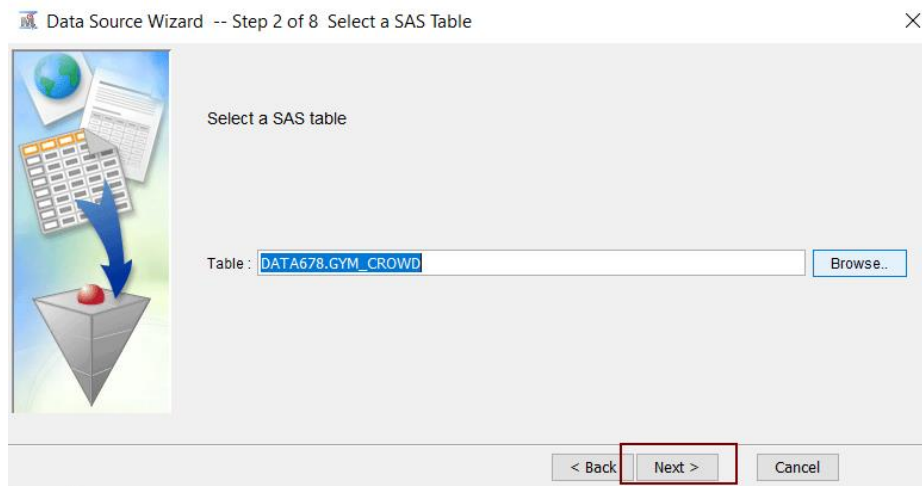 Data Source Wizard -- Step 2 of 8 Select a SAS Table
Select a SAS table
Table : DATA678.GYM_CROWD Browse..
< Back Next > Cancel